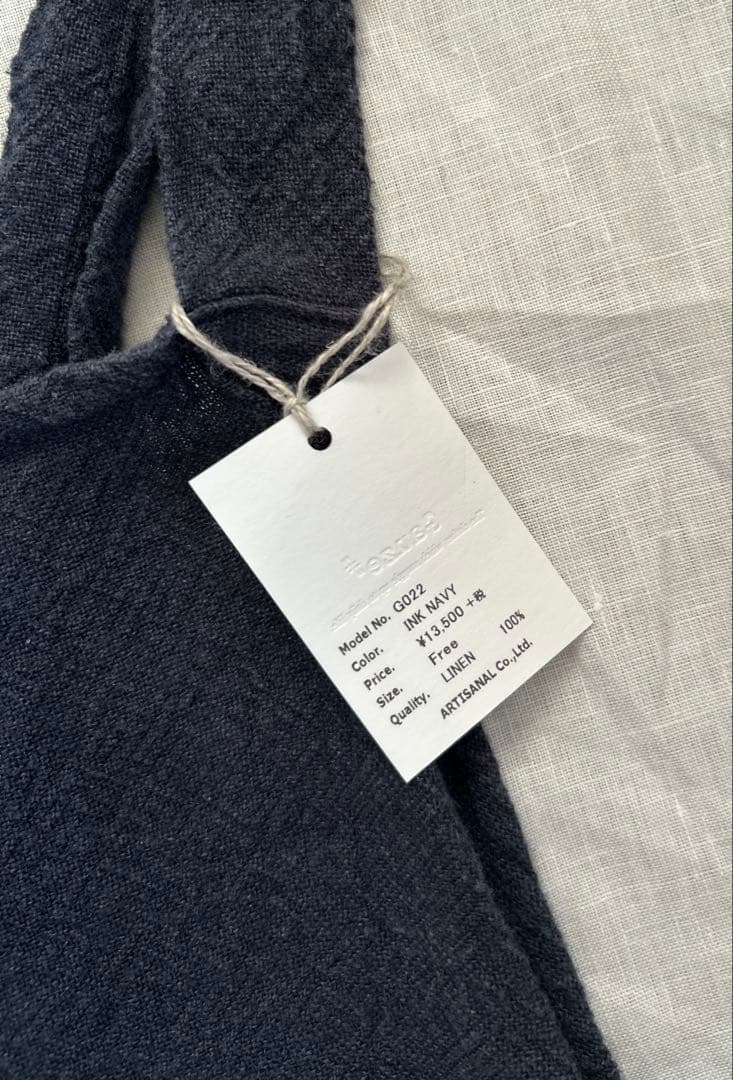 Model No. G022
Color. INK NAVY
Price. ¥13,500 +税
Size. Free
Quality. LINEN 100%
ARTISANAL Co.,Ltd.